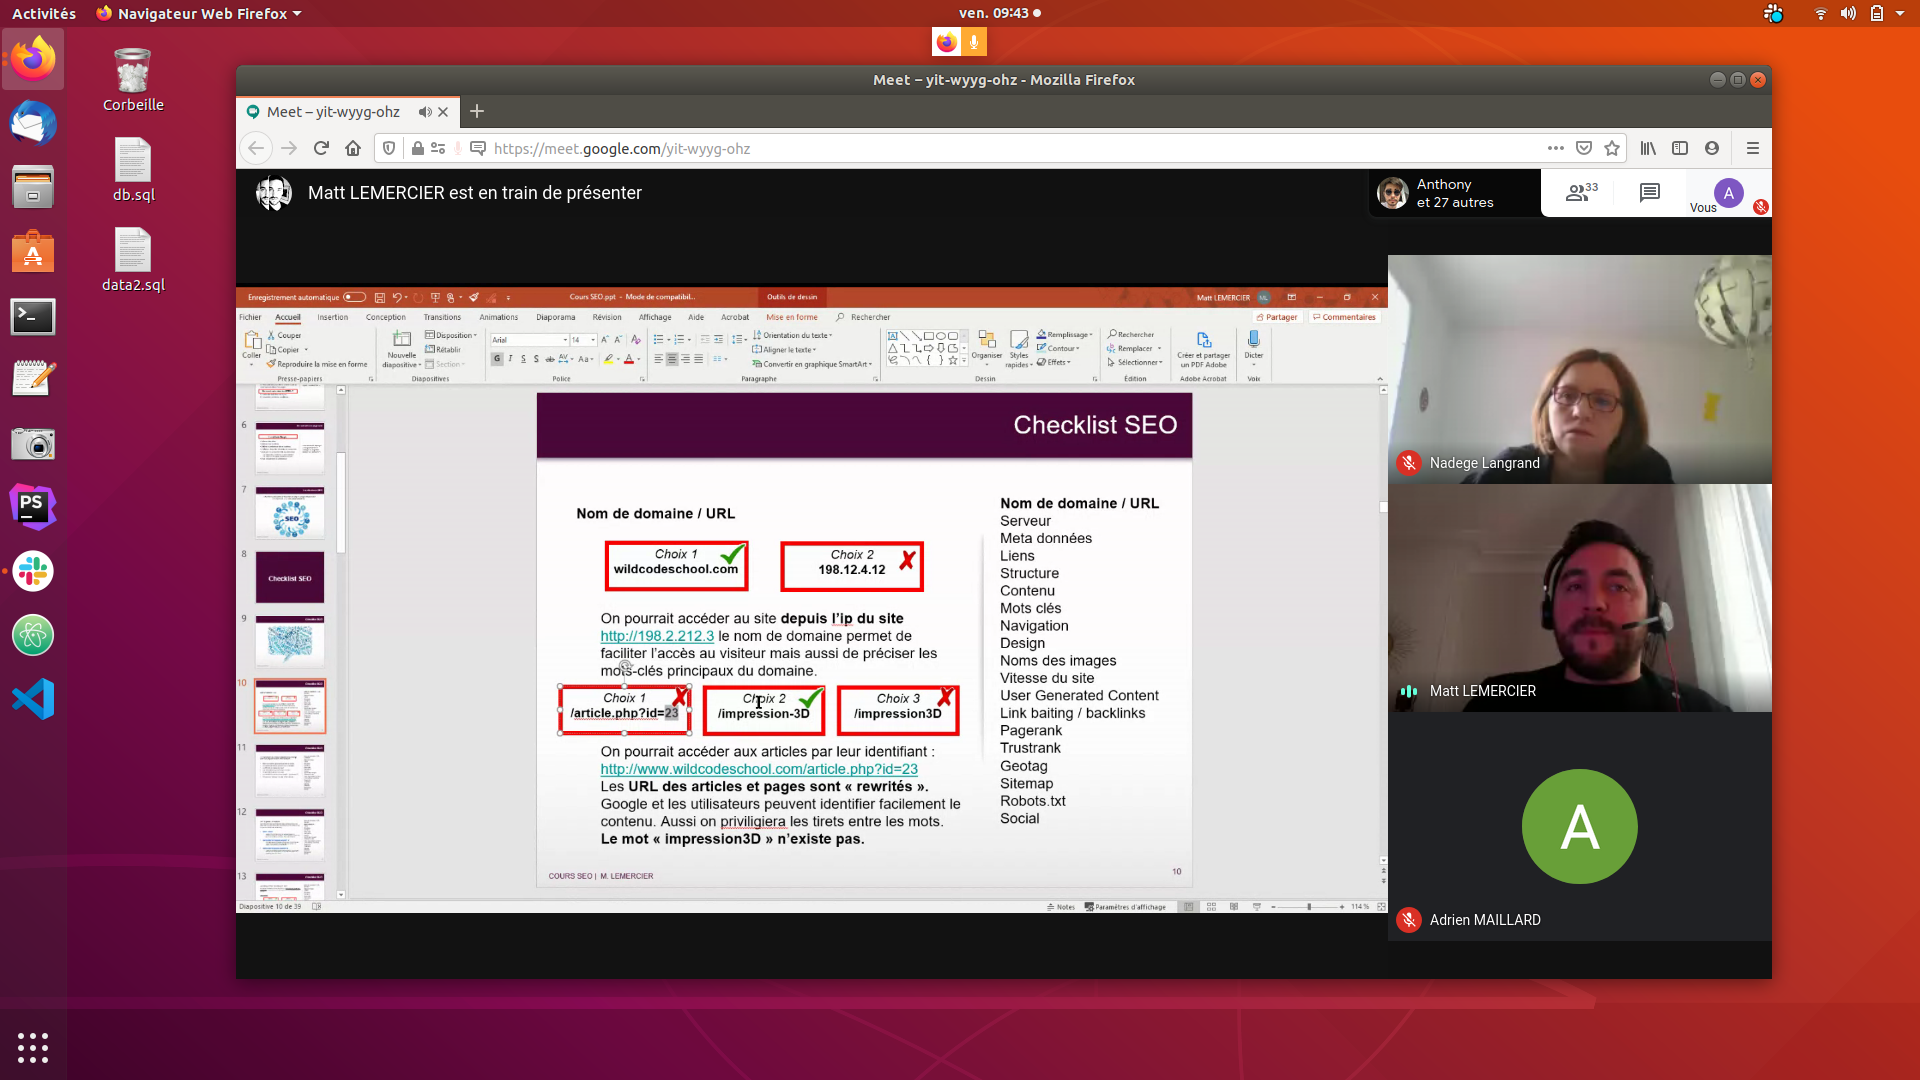 Activités
Navigateur Web Firefox
ven. 09:43
Corbeille
db.sql
data2.sql
Meet – yit-wyyg-ohz - Mozilla Firefox
Meet – yit-wyyg-ohz
https://meet.google.com/yit-wyyg-ohz
Matt LEMERCIER est en train de présenter
Anthony
et 27 autres
33
A
Vous
Enregistrement automatique
Cours SEO.ppt - Mode de compatibil...
Outils de dessin
Matt LEMERCIER
ML
Fichier Accueil Insertion Conception Transitions Animations Diaporama Révision Affichage Aide Acrobat Mise en forme Rechercher
Partager
Commentaires
Coller
Couper
Copier
Reproduire la mise en forme
Presse-papiers
Nouvelle diapositive
Disposition
Rétablir
Section
Diapositives
Arial
14
Police
Orientation du texte
Aligner le texte
Convertir en graphique SmartArt
Paragraphe
Organiser
Styles rapides
Remplissage
Contour
Effets
Dessin
Rechercher
Remplacer
Sélectionner
Édition
Créer et partager un PDF Adobe
Adobe Acrobat
Dicter
Voix
6
7
SEO
8
Checklist SEO
9
10
11
12
13
Checklist SEO
Nom de domaine / URL
Choix 1
wildcodeschool.com
Choix 2
198.12.4.12
On pourrait accéder au site depuis l’ip du site
http://198.2.212.3 le nom de domaine permet de
faciliter l’accès au visiteur mais aussi de préciser les
mots-clés principaux du domaine.
Choix 1
/article.php?id=23
Choix 2
/impression-3D
Choix 3
/impression3D
On pourrait accéder aux articles par leur identifiant :
http://www.wildcodeschool.com/article.php?id=23
Les URL des articles et pages sont « rewrités ».
Google et les utilisateurs peuvent identifier facilement le
contenu. Aussi on priviligiera les tirets entre les mots.
Le mot « impression3D » n’existe pas.
Nom de domaine / URL
Serveur
Meta données
Liens
Structure
Contenu
Mots clés
Navigation
Design
Noms des images
Vitesse du site
User Generated Content
Link baiting / backlinks
Pagerank
Trustrank
Geotag
Sitemap
Robots.txt
Social
COURS SEO | M. LEMERCIER
10
Diapositive 10 de 39
Notes
Paramètres d'affichage
114 %
Nadege Langrand
Matt LEMERCIER
A
Adrien MAILLARD
PS